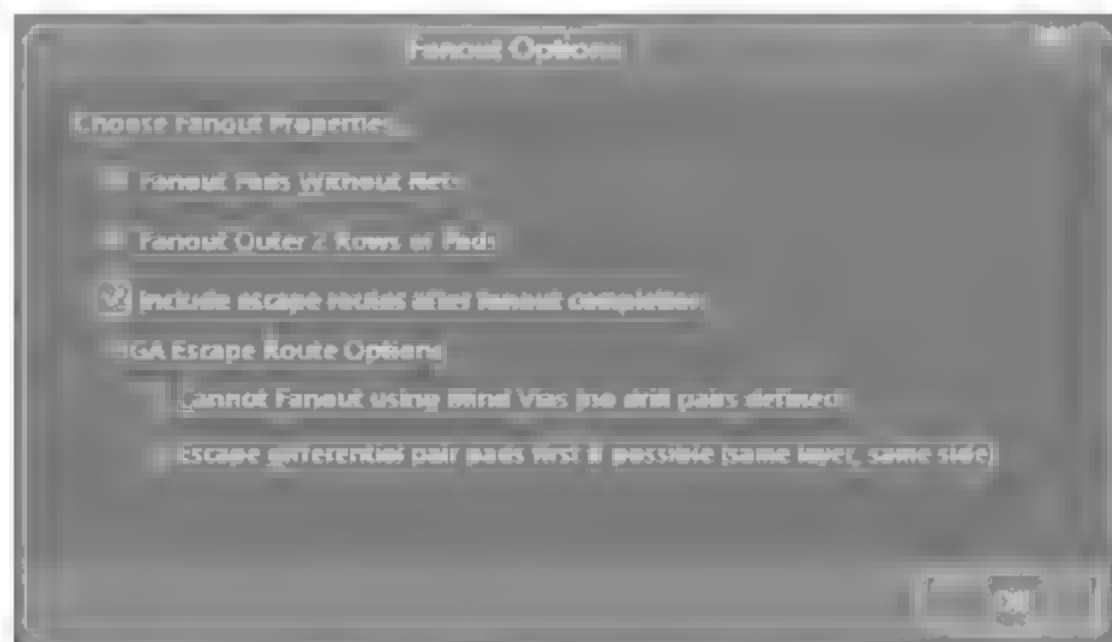 Fanout Options
Choose Fanout Properties...
Fanout Pads Without Nets
Fanout Outer 2 Rows of Pads
Include escape routes after fanout completion
BGA Escape Route Options
Cannot Fanout using Blind Vias (no drill pairs defined)
Escape differential pair pads first if possible (same layer, same side)